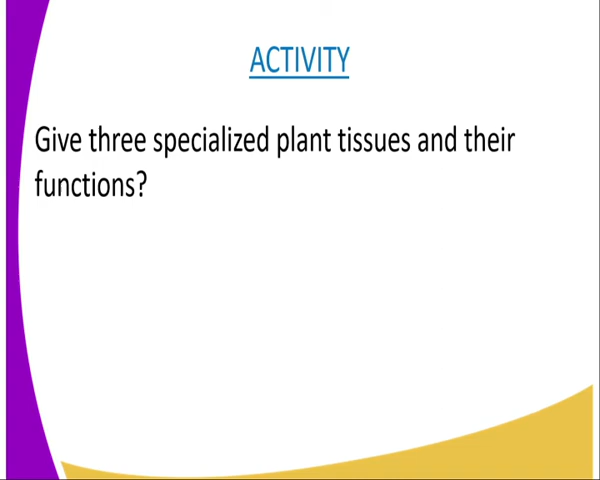 ACTIVITY
Give three specialized plant tissues and their
functions?